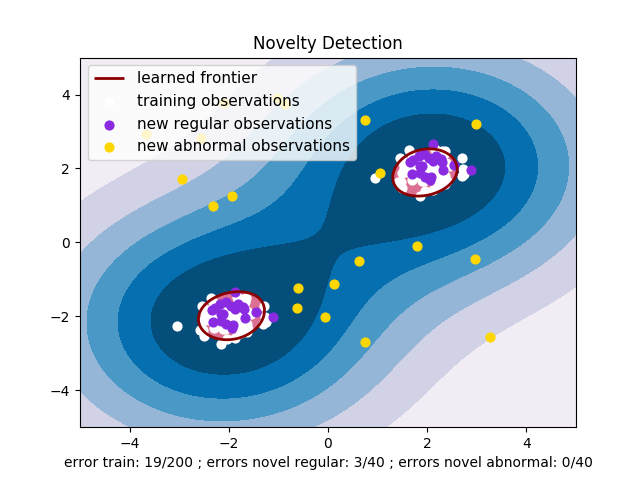 Novelty Detection
learned frontier
training observations
new regular observations
new abnormal observations
4
2
0
−2
−4
−4
−2
0
2
4
error train: 19/200 ; errors novel regular: 3/40 ; errors novel abnormal: 0/40